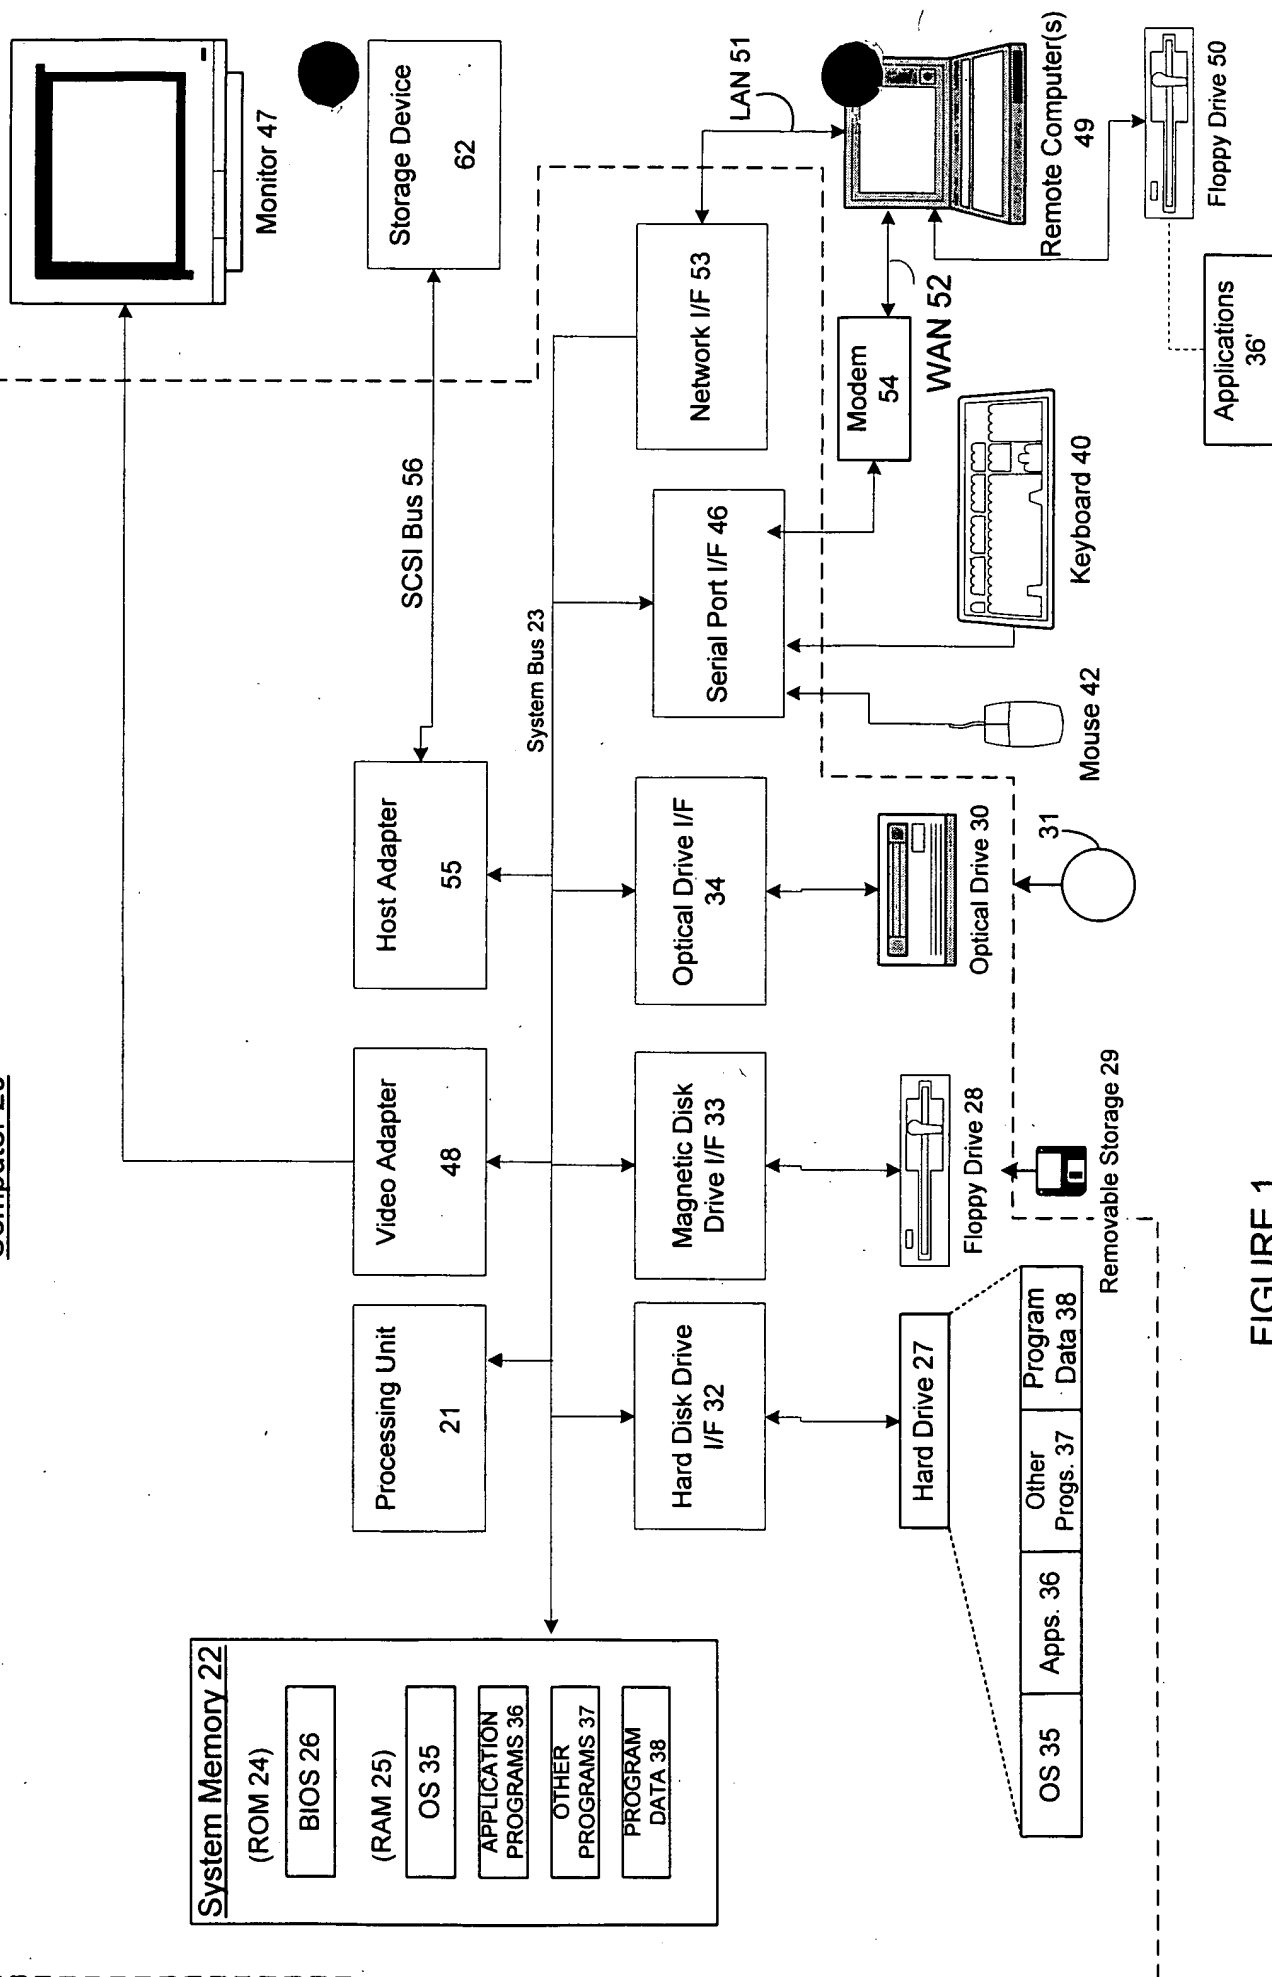 Computer 20
System Memory 22
(ROM 24)
BIOS 26
(RAM 25)
OS 35
APPLICATION
PROGRAMS 36
OTHER
PROGRAMS 37
PROGRAM
DATA 38
Processing Unit
21
Video Adapter
48
Host Adapter
55
SCSI Bus 56
Monitor 47
Storage Device
62
System Bus 23
Hard Disk Drive
I/F 32
Magnetic Disk
Drive I/F 33
Optical Drive I/F
34
Serial Port I/F 46
Network I/F 53
LAN 51
Hard Drive 27
Floppy Drive 28
Optical Drive 30
Modem
54
WAN 52
Remote Computer(s)
49
OS 35
Apps. 36
Other
Progs. 37
Program
Data 38
Removable Storage 29
31
Mouse 42
Keyboard 40
Floppy Drive 50
Applications
36'
FIGURE 1